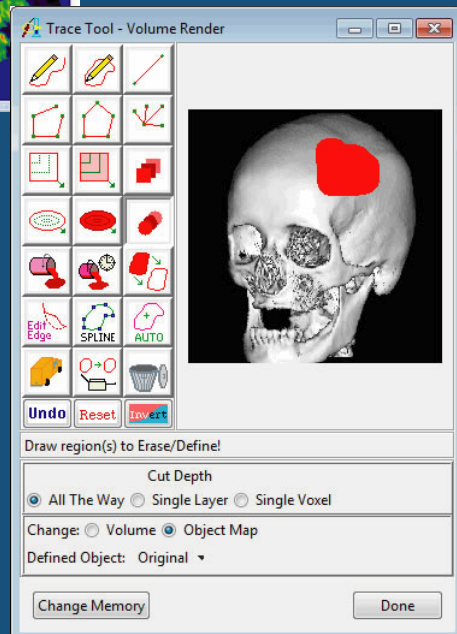 Trace Tool - Volume Render
Edit
Edge
SPLINE
AUTO
Undo Reset Invert
Draw region(s) to Erase/Define!
Cut Depth
All The Way Single Layer Single Voxel
Change: Volume Object Map
Defined Object: Original
Change Memory Done